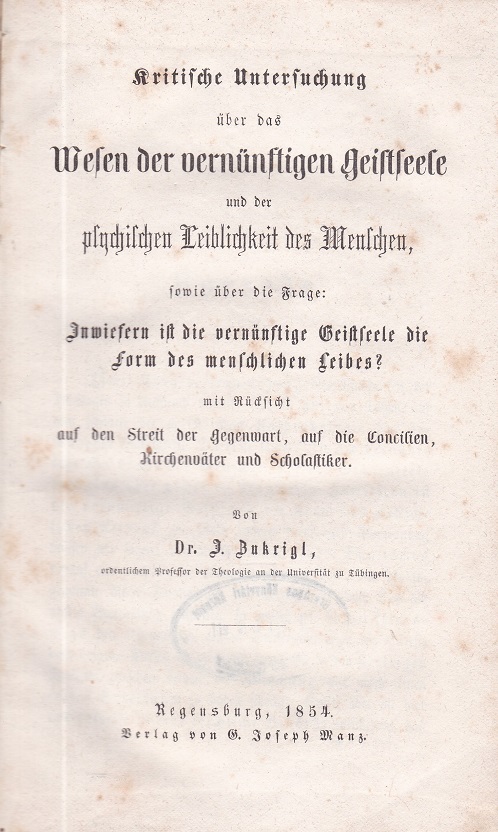 Kritische Untersuchung
über das
Wesen der vernünftigen Geistseele
und der
psychischen Leiblichkeit des Menschen,
sowie über die Frage:
Inwiefern ist die vernünftige Geistseele die
Form des menschlichen Leibes?
mit Rücksicht
auf den Streit der Gegenwart, auf die Concilien,
Kirchenväter und Scholastiker.
Von
Dr. J. Zukrigl,
ordentlichem Professor der Theologie an der Universität zu Tübingen.
Regensburg, 1854.
Verlag von G. Joseph Manz.